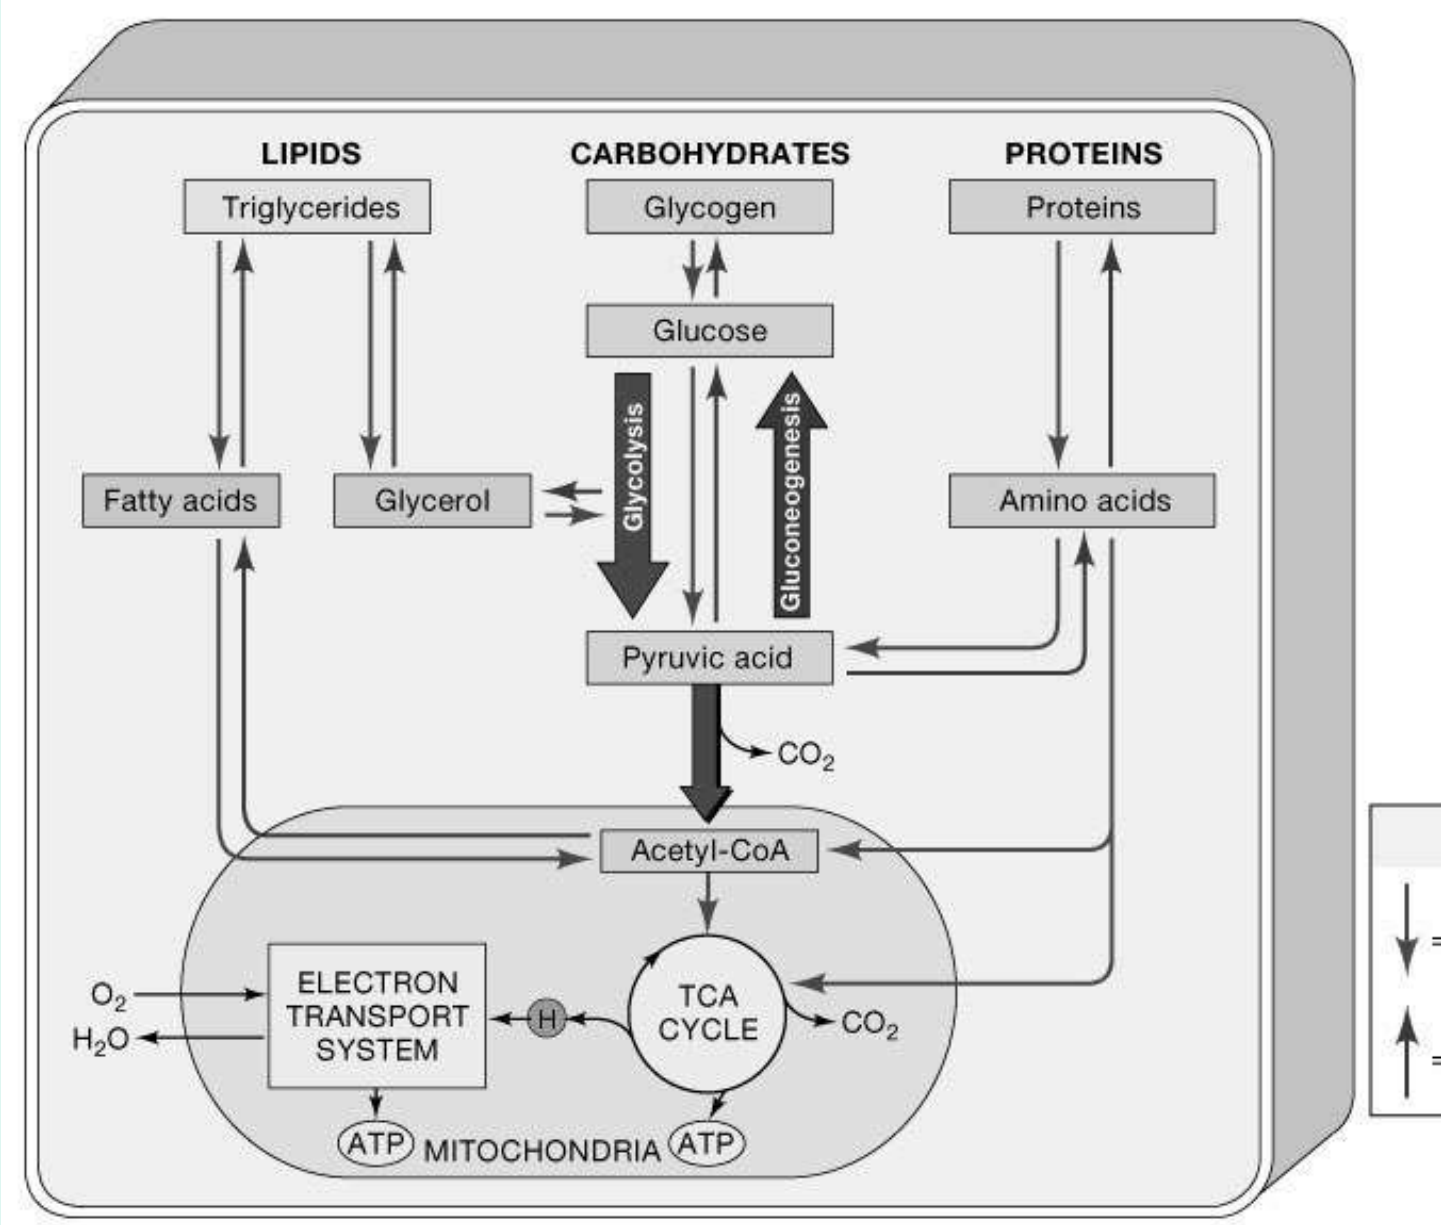 LIPIDS
CARBOHYDRATES
PROTEINS
Triglycerides
Glycogen
Proteins
Glucose
Glycolysis
Gluconeogenesis
Fatty acids
Glycerol
Amino acids
Pyruvic acid
CO₂
Acetyl-CoA
ELECTRON
TRANSPORT
SYSTEM
O₂
H₂O
H
TCA
CYCLE
CO₂
ATP
MITOCHONDRIA
ATP
=
=